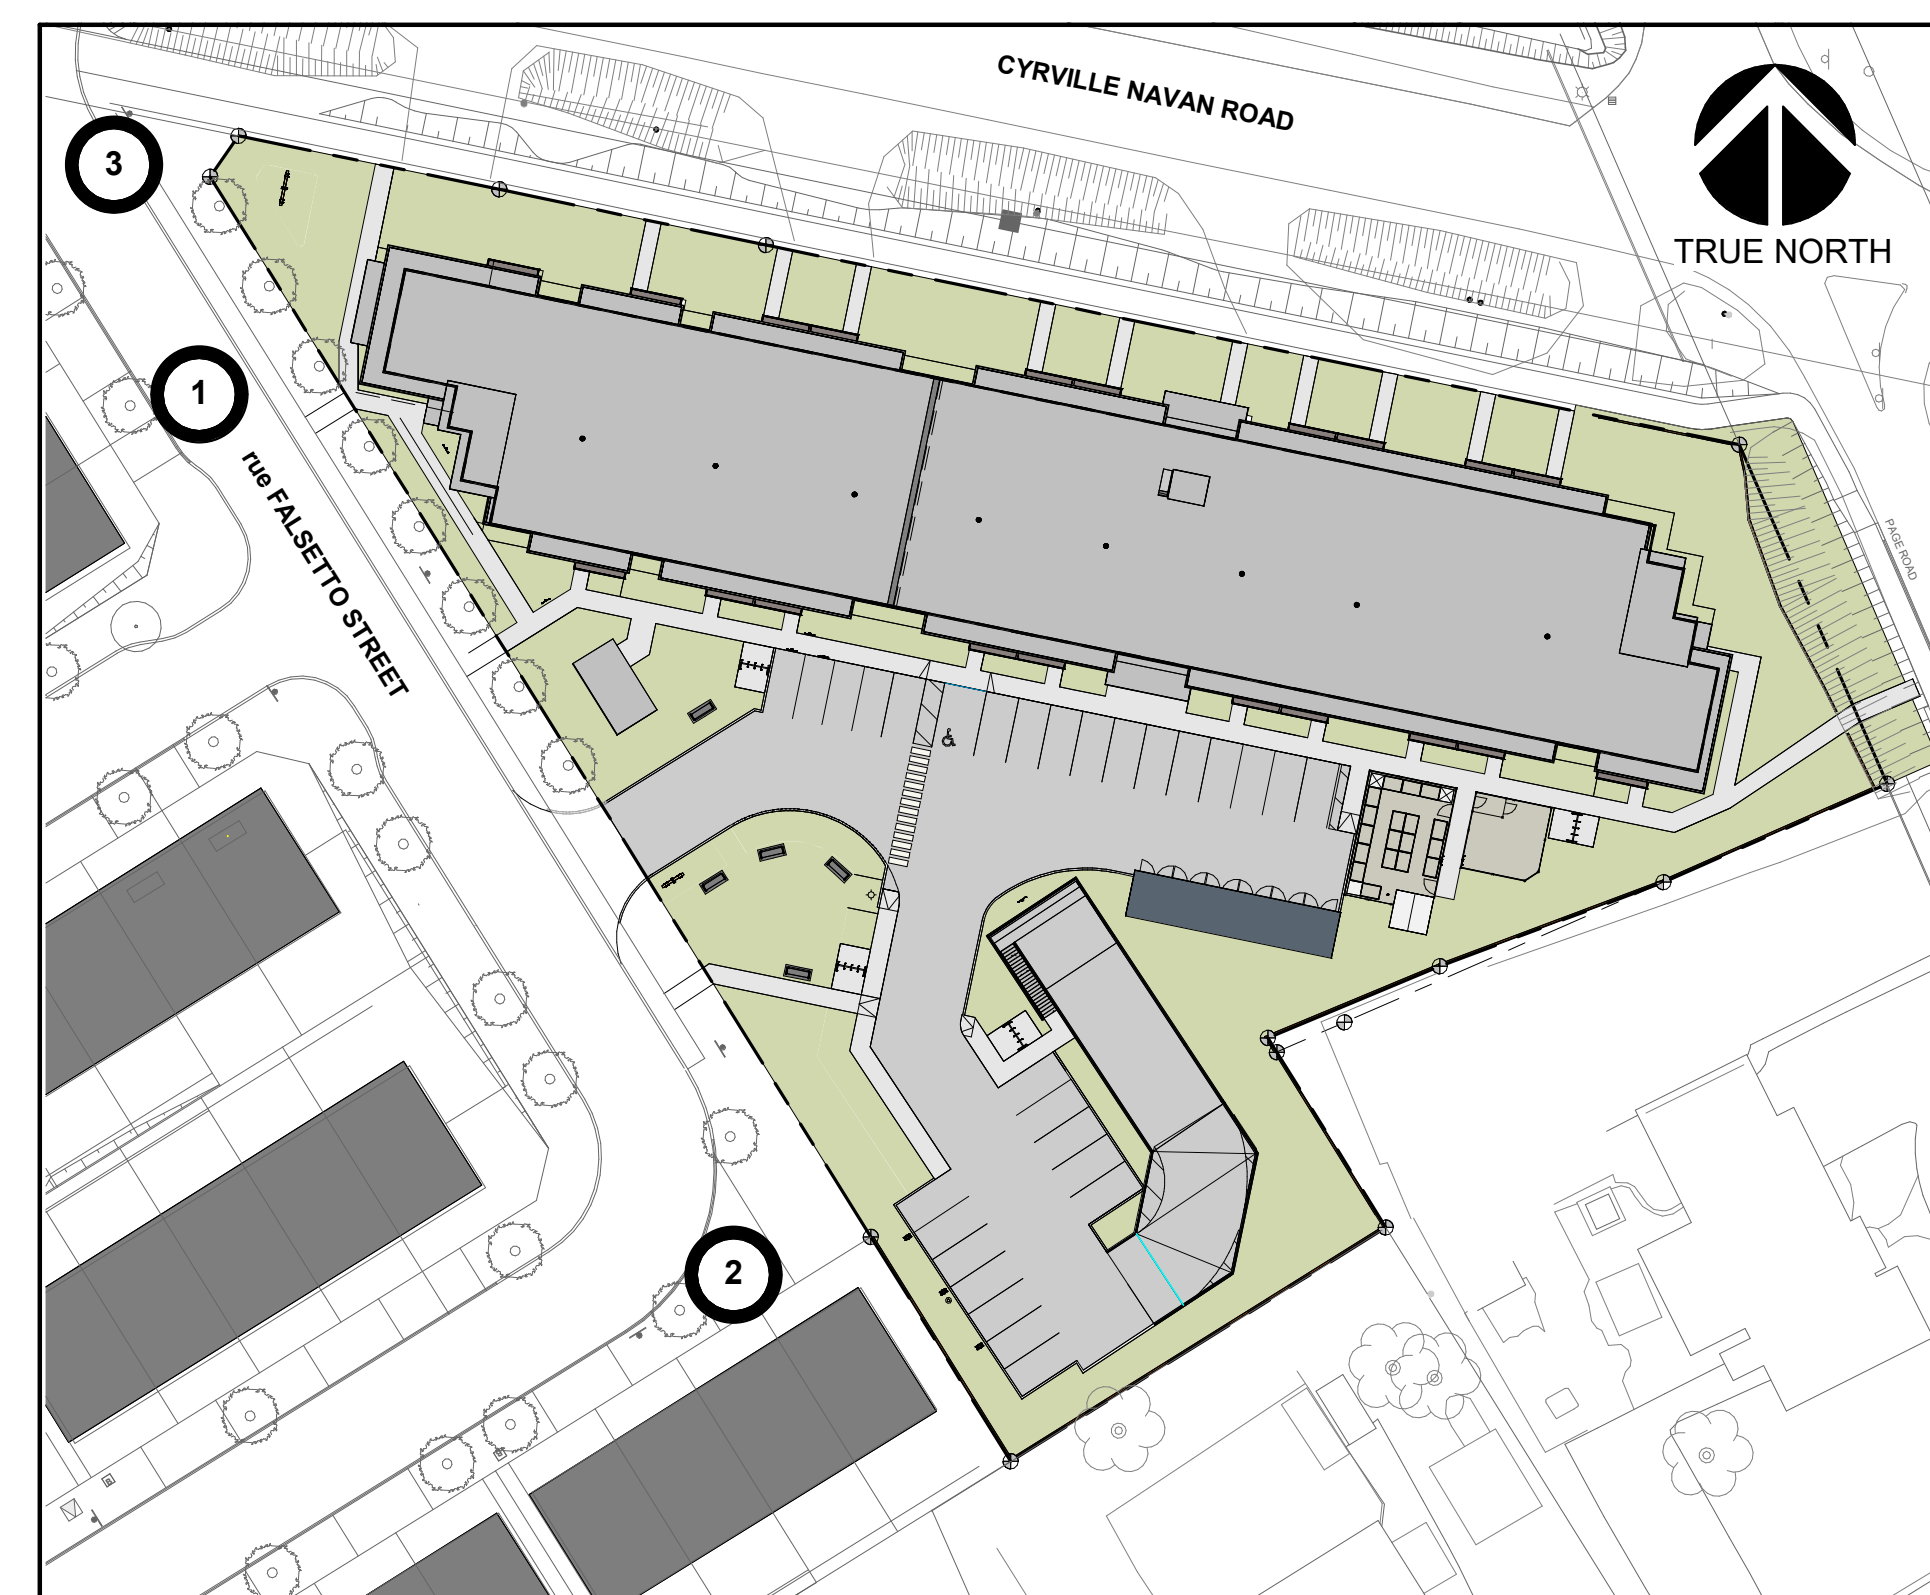 CYRVILLE NAVAN ROAD
TRUE NORTH
3
1
rue FALSETTO STREET
PAGE ROAD
2